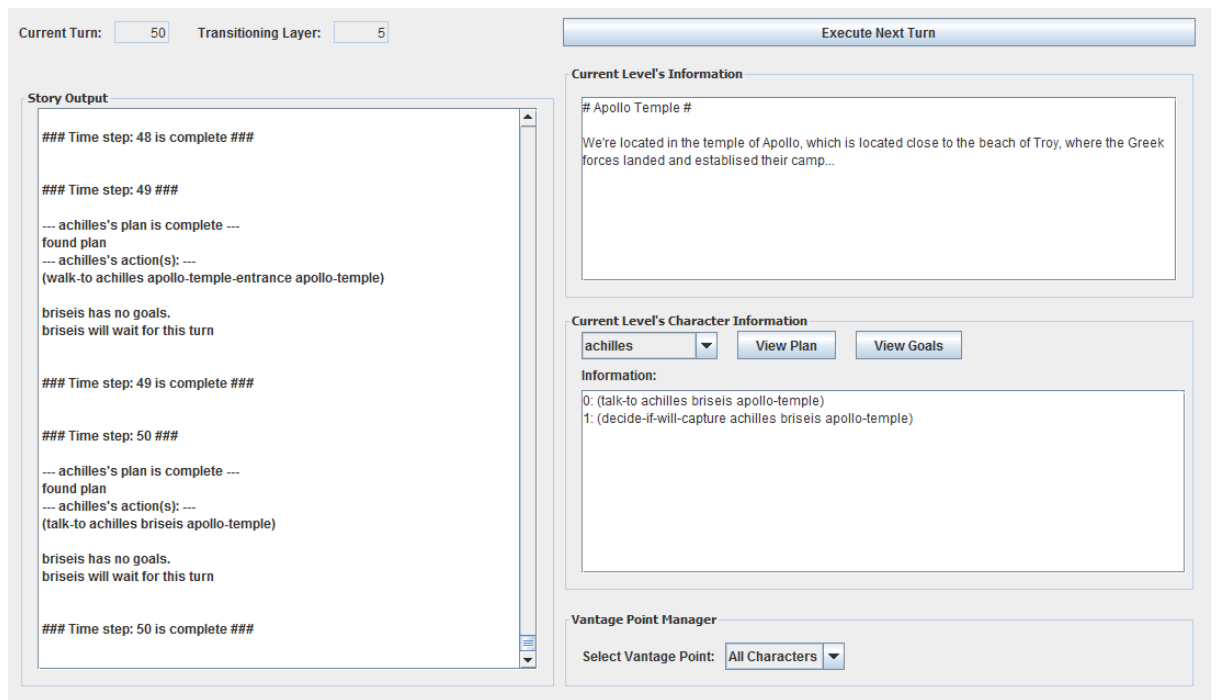 Current Turn: 50 Transitioning Layer: 5
Execute Next Turn
Story Output
### Time step: 48 is complete ###
### Time step: 49 ###
--- achilles's plan is complete ---
found plan
--- achilles's action(s): ---
(walk-to achilles apollo-temple-entrance apollo-temple)
briseis has no goals.
briseis will wait for this turn
### Time step: 49 is complete ###
### Time step: 50 ###
--- achilles's plan is complete ---
found plan
--- achilles's action(s): ---
(talk-to achilles briseis apollo-temple)
briseis has no goals.
briseis will wait for this turn
### Time step: 50 is complete ###
Current Level's Information
# Apollo Temple #
We're located in the temple of Apollo, which is located close to the beach of Troy, where the Greek
forces landed and establised their camp...
Current Level's Character Information
achilles View Plan View Goals
Information:
0: (talk-to achilles briseis apollo-temple)
1: (decide-if-will-capture achilles briseis apollo-temple)
Vantage Point Manager
Select Vantage Point: All Characters